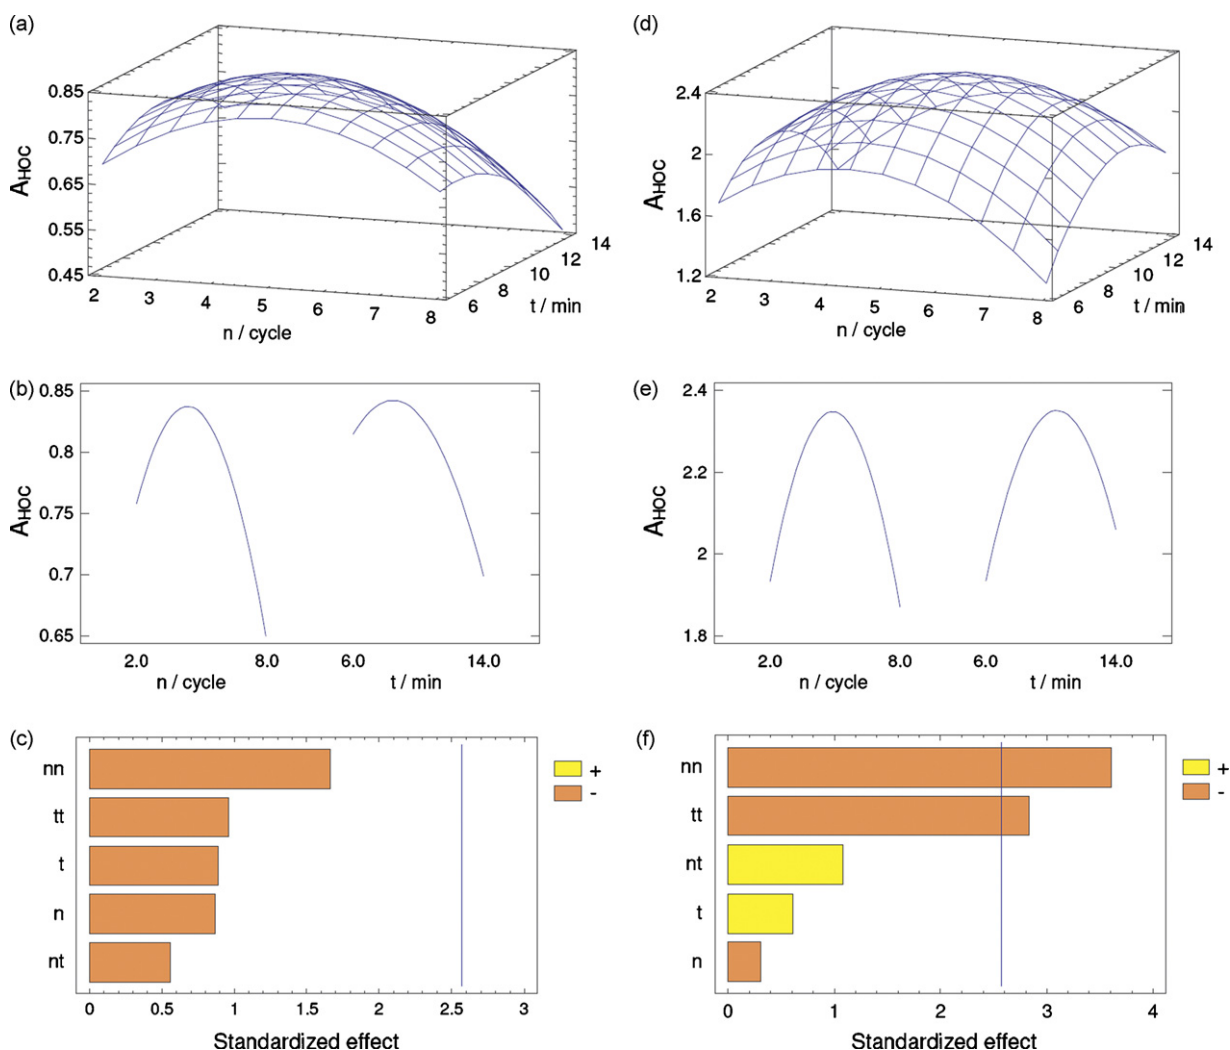 (a)
A_HOC
0.85
0.75
0.65
0.55
0.45
2 3 4 5 6 7 8
n / cycle
6 8 10 12 14
t / min
(d)
A_HOC
2.4
2
1.6
1.2
2 3 4 5 6 7 8
n / cycle
6 8 10 12 14
t / min
(b)
A_HOC
0.85
0.8
0.75
0.7
0.65
2.0 8.0 6.0 14.0
n / cycle t / min
(e)
A_HOC
2.4
2.2
2
1.8
2.0 8.0 6.0 14.0
n / cycle t / min
(c)
nn
tt
t
n
nt
+
-
0 0.5 1 1.5 2 2.5 3
Standardized effect
(f)
nn
tt
nt
t
n
+
-
0 1 2 3 4
Standardized effect